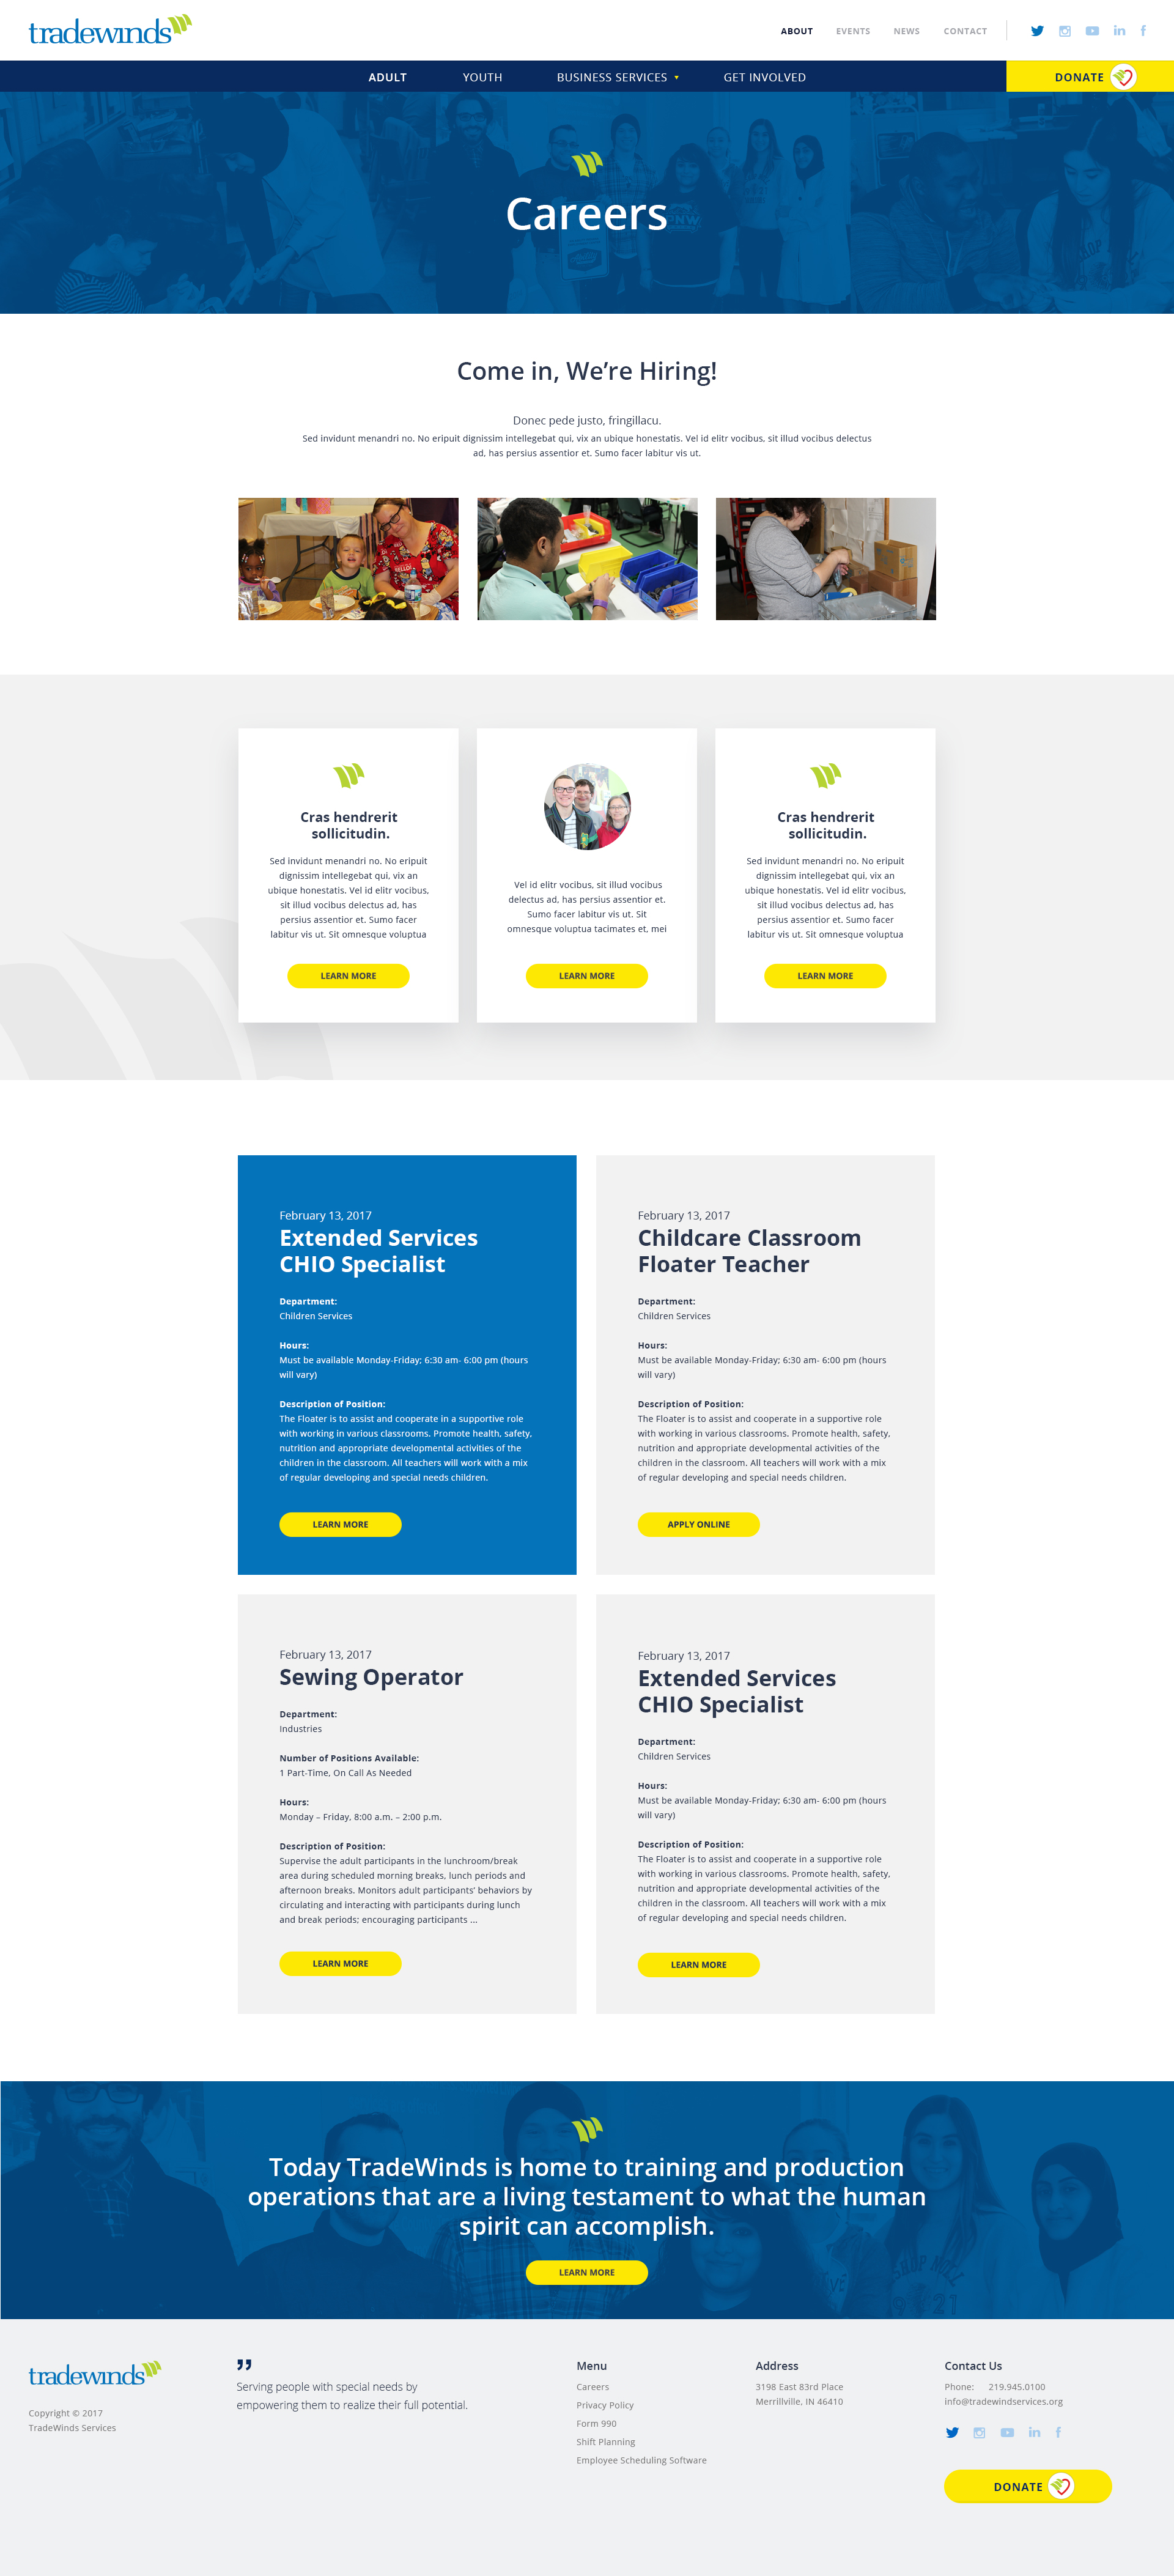 tradewinds
ABOUT EVENTS NEWS CONTACT
ADULT YOUTH BUSINESS SERVICES GET INVOLVED DONATE
Careers
Come in, We’re Hiring!
Donec pede justo, fringillacu.
Sed invidunt menandri no. No eripuit dignissim intellegebat qui, vix an ubique honestatis. Vel id elitr vocibus, sit illud vocibus delectus
ad, has persius assentior et. Sumo facer labitur vis ut.
Cras hendrerit
sollicitudin.
Sed invidunt menandri no. No eripuit
dignissim intellegebat qui, vix an
ubique honestatis. Vel id elitr vocibus,
sit illud vocibus delectus ad, has
persius assentior et. Sumo facer
labitur vis ut. Sit omnesque voluptua
LEARN MORE
Vel id elitr vocibus, sit illud vocibus
delectus ad, has persius assentior et.
Sumo facer labitur vis ut. Sit
omnesque voluptua tacimates et, mei
LEARN MORE
Cras hendrerit
sollicitudin.
Sed invidunt menandri no. No eripuit
dignissim intellegebat qui, vix an
ubique honestatis. Vel id elitr vocibus,
sit illud vocibus delectus ad, has
persius assentior et. Sumo facer
labitur vis ut. Sit omnesque voluptua
LEARN MORE
February 13, 2017
Extended Services
CHIO Specialist
Department:
Children Services
Hours:
Must be available Monday-Friday; 6:30 am- 6:00 pm (hours
will vary)
Description of Position:
The Floater is to assist and cooperate in a supportive role
with working in various classrooms. Promote health, safety,
nutrition and appropriate developmental activities of the
children in the classroom. All teachers will work with a mix
of regular developing and special needs children.
LEARN MORE
February 13, 2017
Childcare Classroom
Floater Teacher
Department:
Children Services
Hours:
Must be available Monday-Friday; 6:30 am- 6:00 pm (hours
will vary)
Description of Position:
The Floater is to assist and cooperate in a supportive role
with working in various classrooms. Promote health, safety,
nutrition and appropriate developmental activities of the
children in the classroom. All teachers will work with a mix
of regular developing and special needs children.
APPLY ONLINE
February 13, 2017
Sewing Operator
Department:
Industries
Number of Positions Available:
1 Part-Time, On Call As Needed
Hours:
Monday – Friday, 8:00 a.m. – 2:00 p.m.
Description of Position:
Supervise the adult participants in the lunchroom/break
area during scheduled morning breaks, lunch periods and
afternoon breaks. Monitors adult participants’ behaviors by
circulating and interacting with participants during lunch
and break periods; encouraging participants ...
LEARN MORE
February 13, 2017
Extended Services
CHIO Specialist
Department:
Children Services
Hours:
Must be available Monday-Friday; 6:30 am- 6:00 pm (hours
will vary)
Description of Position:
The Floater is to assist and cooperate in a supportive role
with working in various classrooms. Promote health, safety,
nutrition and appropriate developmental activities of the
children in the classroom. All teachers will work with a mix
of regular developing and special needs children.
LEARN MORE
Today TradeWinds is home to training and production
operations that are a living testament to what the human
spirit can accomplish.
LEARN MORE
tradewinds
Copyright © 2017
TradeWinds Services
”
Serving people with special needs by
empowering them to realize their full potential.
Menu
Careers
Privacy Policy
Form 990
Shift Planning
Employee Scheduling Software
Address
3198 East 83rd Place
Merrillville, IN 46410
Contact Us
Phone: 219.945.0100
info@tradewindservices.org
DONATE